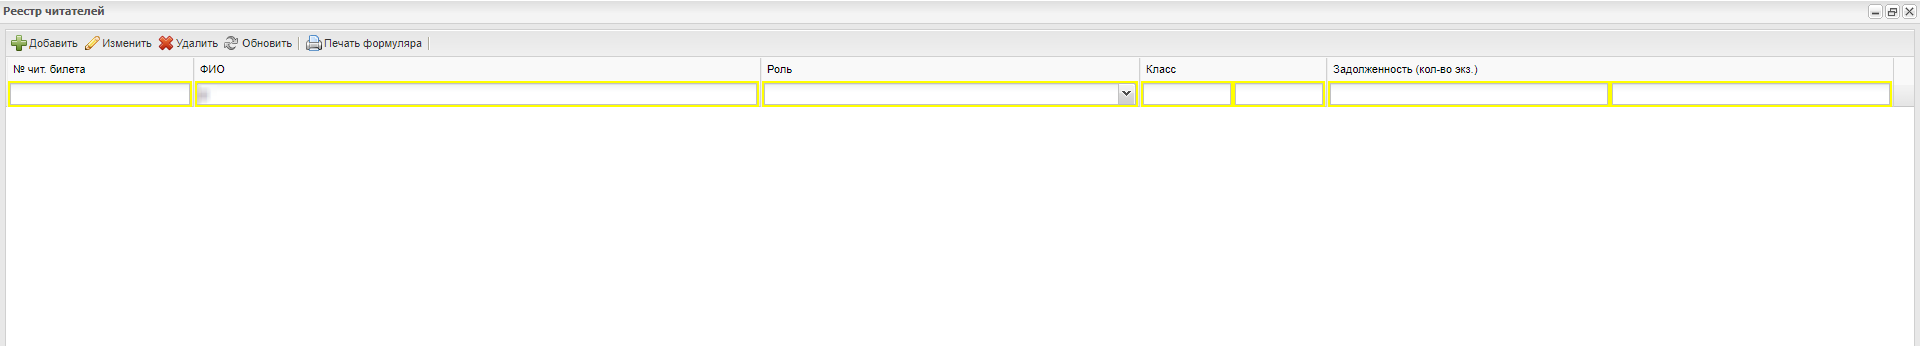 Реестр читателей
Добавить Изменить Удалить Обновить Печать формуляра
№ чит. билета ФИО Роль Класс Задолженность (кол-во экз.)